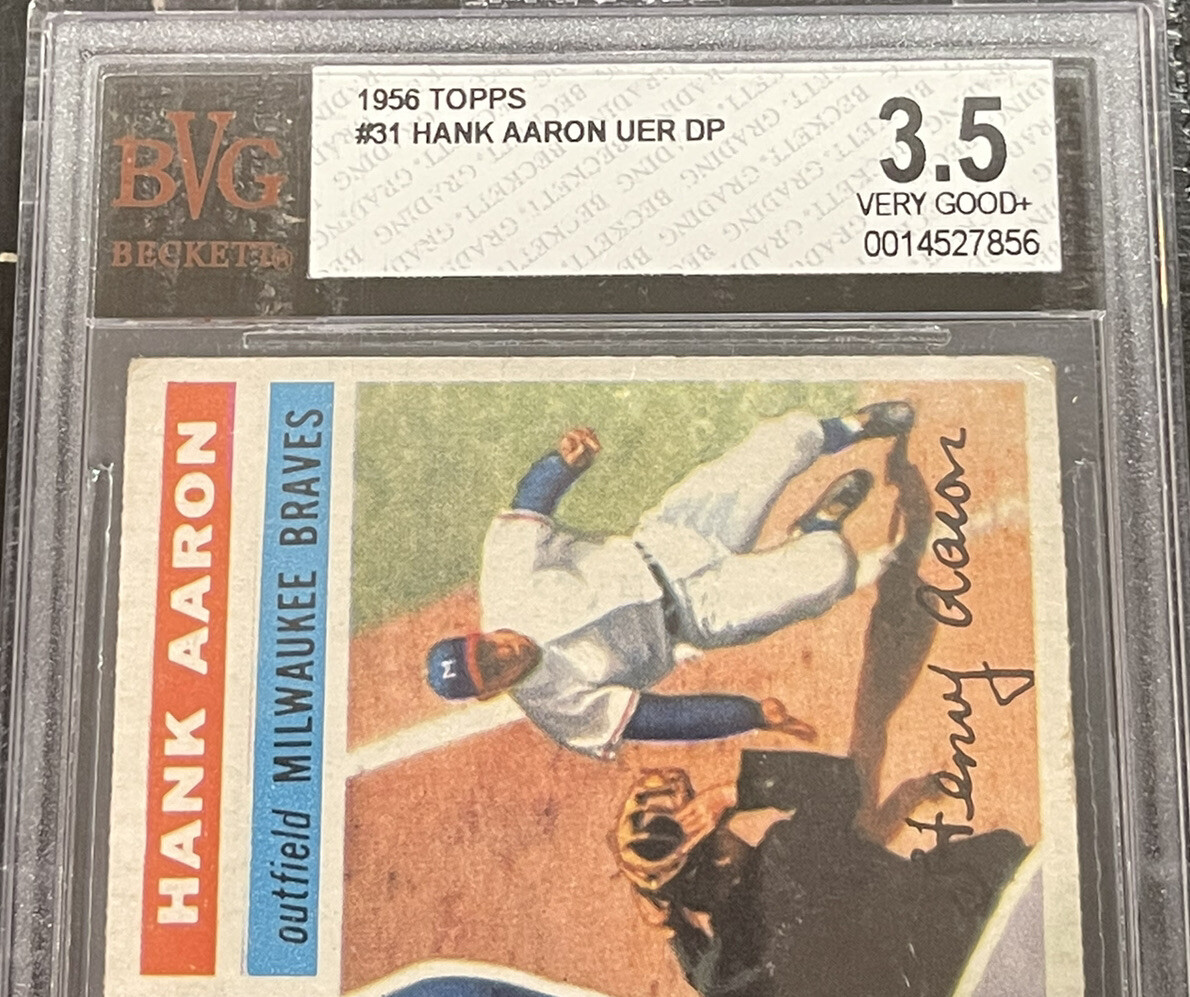 BVG
BECKETT®
1956 TOPPS
#31 HANK AARON UER DP
3.5
VERY GOOD+
0014527856
HANK AARON
outfield MILWAUKEE BRAVES
M
Henry Aaron